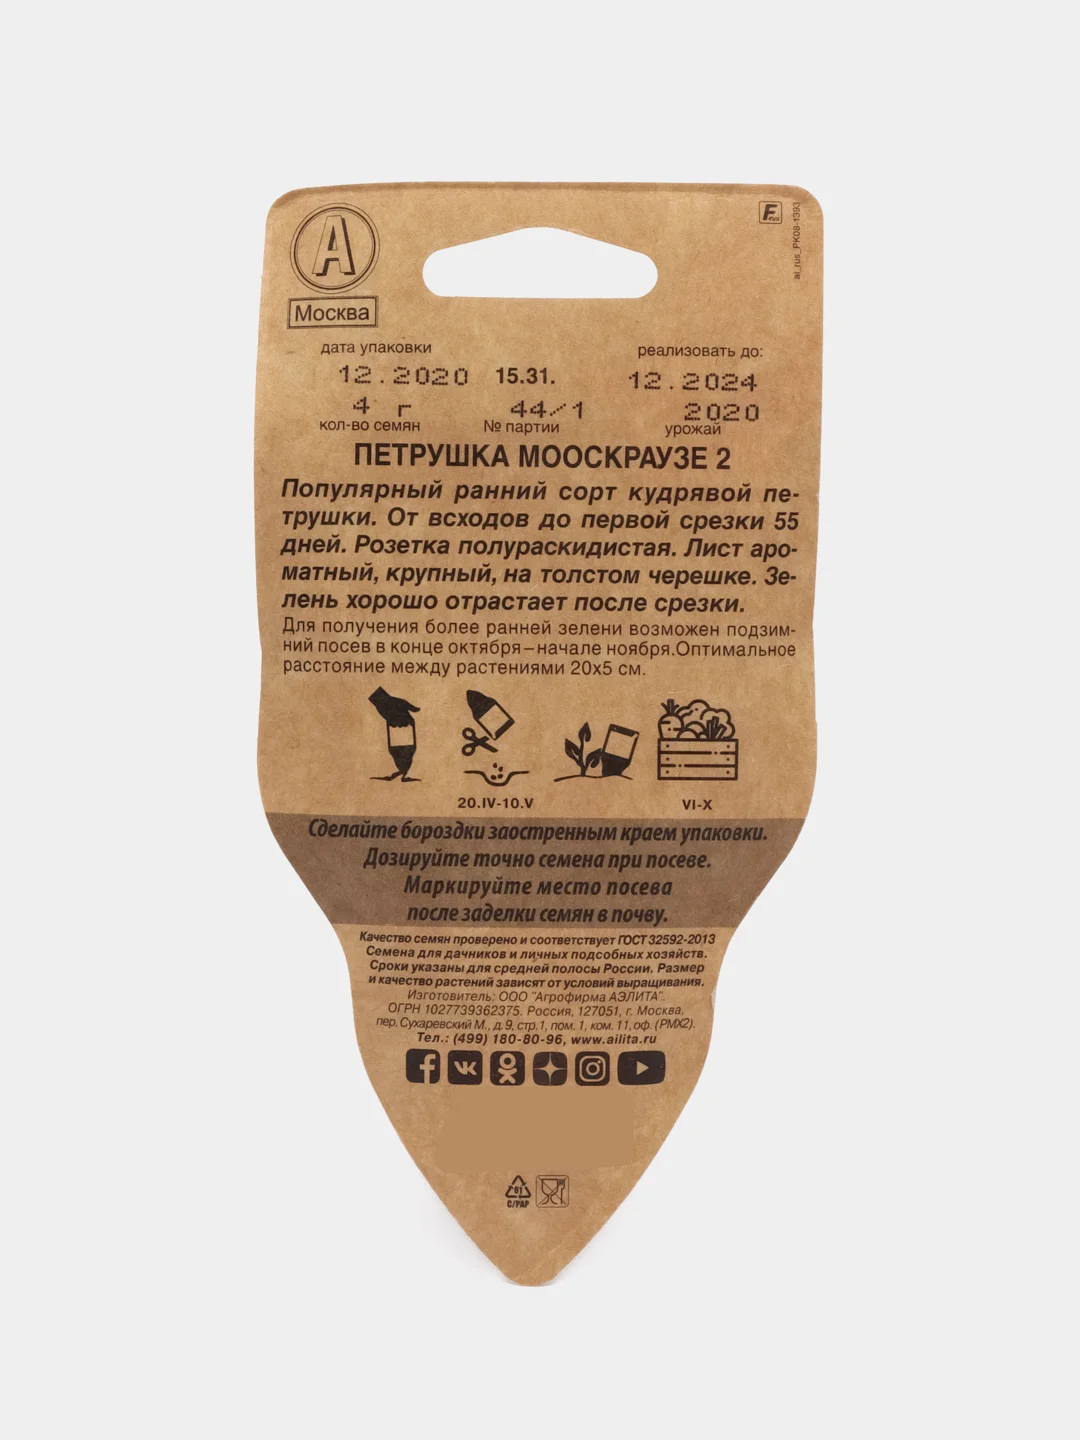 А
F rus
ai_rus_PK08-1393
Москва
дата упаковки
реализовать до:
12.2020 15.31. 12.2024
4 г 44/1 2020
кол-во семян № партии урожай
ПЕТРУШКА МООСКРАУЗЕ 2
Популярный ранний сорт кудрявой пе-
трушки. От всходов до первой срезки 55
дней. Розетка полураскидистая. Лист аро-
матный, крупный, на толстом черешке. Зе-
лень хорошо отрастает после срезки.
Для получения более ранней зелени возможен подзим-
ний посев в конце октября–начале ноября.Оптимальное
расстояние между растениями 20х5 см.
20.IV-10.V VI-X
Сделайте бороздки заостренным краем упаковки.
Дозируйте точно семена при посеве.
Маркируйте место посева
после заделки семян в почву.
Качество семян проверено и соответствует ГОСТ 32592-2013
Семена для дачников и личных подсобных хозяйств.
Сроки указаны для средней полосы России. Размер
и качество растений зависят от условий выращивания.
Изготовитель: ООО "Агрофирма АЭЛИТА".
ОГРН 1027739362375. Россия, 127051, г. Москва,
пер. Сухаревский М., д.9, стр.1, пом. 1, ком. 11, оф. (РМХ2).
Тел.: (499) 180-80-96, www.ailita.ru
81
C/PAP